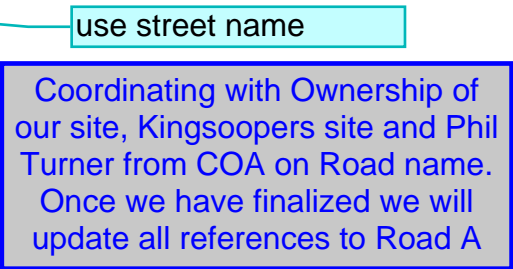 use street name
Coordinating with Ownership of
our site, Kingsoopers site and Phil
Turner from COA on Road name.
Once we have finalized we will
update all references to Road A